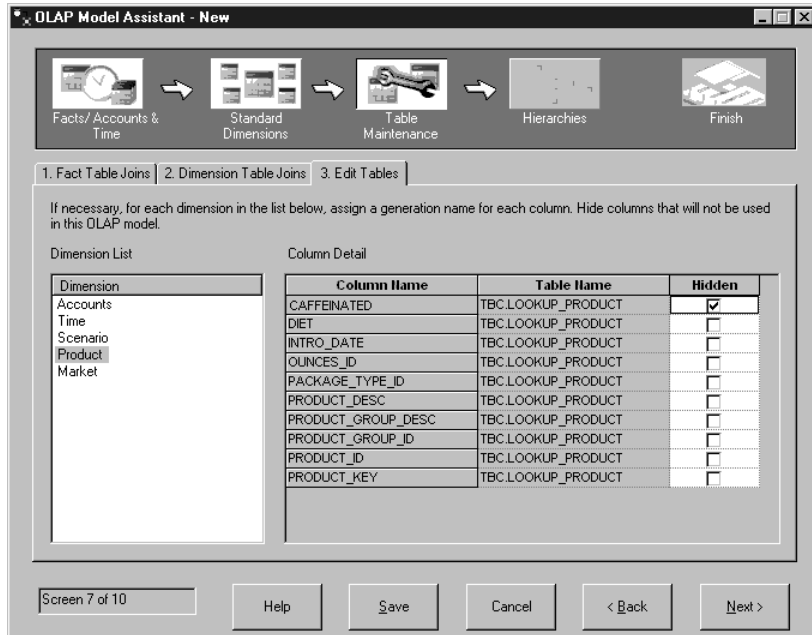 OLAP Model Assistant - New
Facts/ Accounts &
Time
Standard
Dimensions
Table
Maintenance
Hierarchies
Finish
1. Fact Table Joins
2. Dimension Table Joins
3. Edit Tables
If necessary, for each dimension in the list below, assign a generation name for each column. Hide columns that will not be used
in this OLAP model.
Dimension List
Column Detail
Dimension
Accounts
Time
Scenario
Product
Market
Column Name Table Name Hidden
CAFFEINATED TBC.LOOKUP_PRODUCT
DIET TBC.LOOKUP_PRODUCT
INTRO_DATE TBC.LOOKUP_PRODUCT
OUNCES_ID TBC.LOOKUP_PRODUCT
PACKAGE_TYPE_ID TBC.LOOKUP_PRODUCT
PRODUCT_DESC TBC.LOOKUP_PRODUCT
PRODUCT_GROUP_DESC TBC.LOOKUP_PRODUCT
PRODUCT_GROUP_ID TBC.LOOKUP_PRODUCT
PRODUCT_ID TBC.LOOKUP_PRODUCT
PRODUCT_KEY TBC.LOOKUP_PRODUCT
Screen 7 of 10
Help
Save
Cancel
< Back
Next >